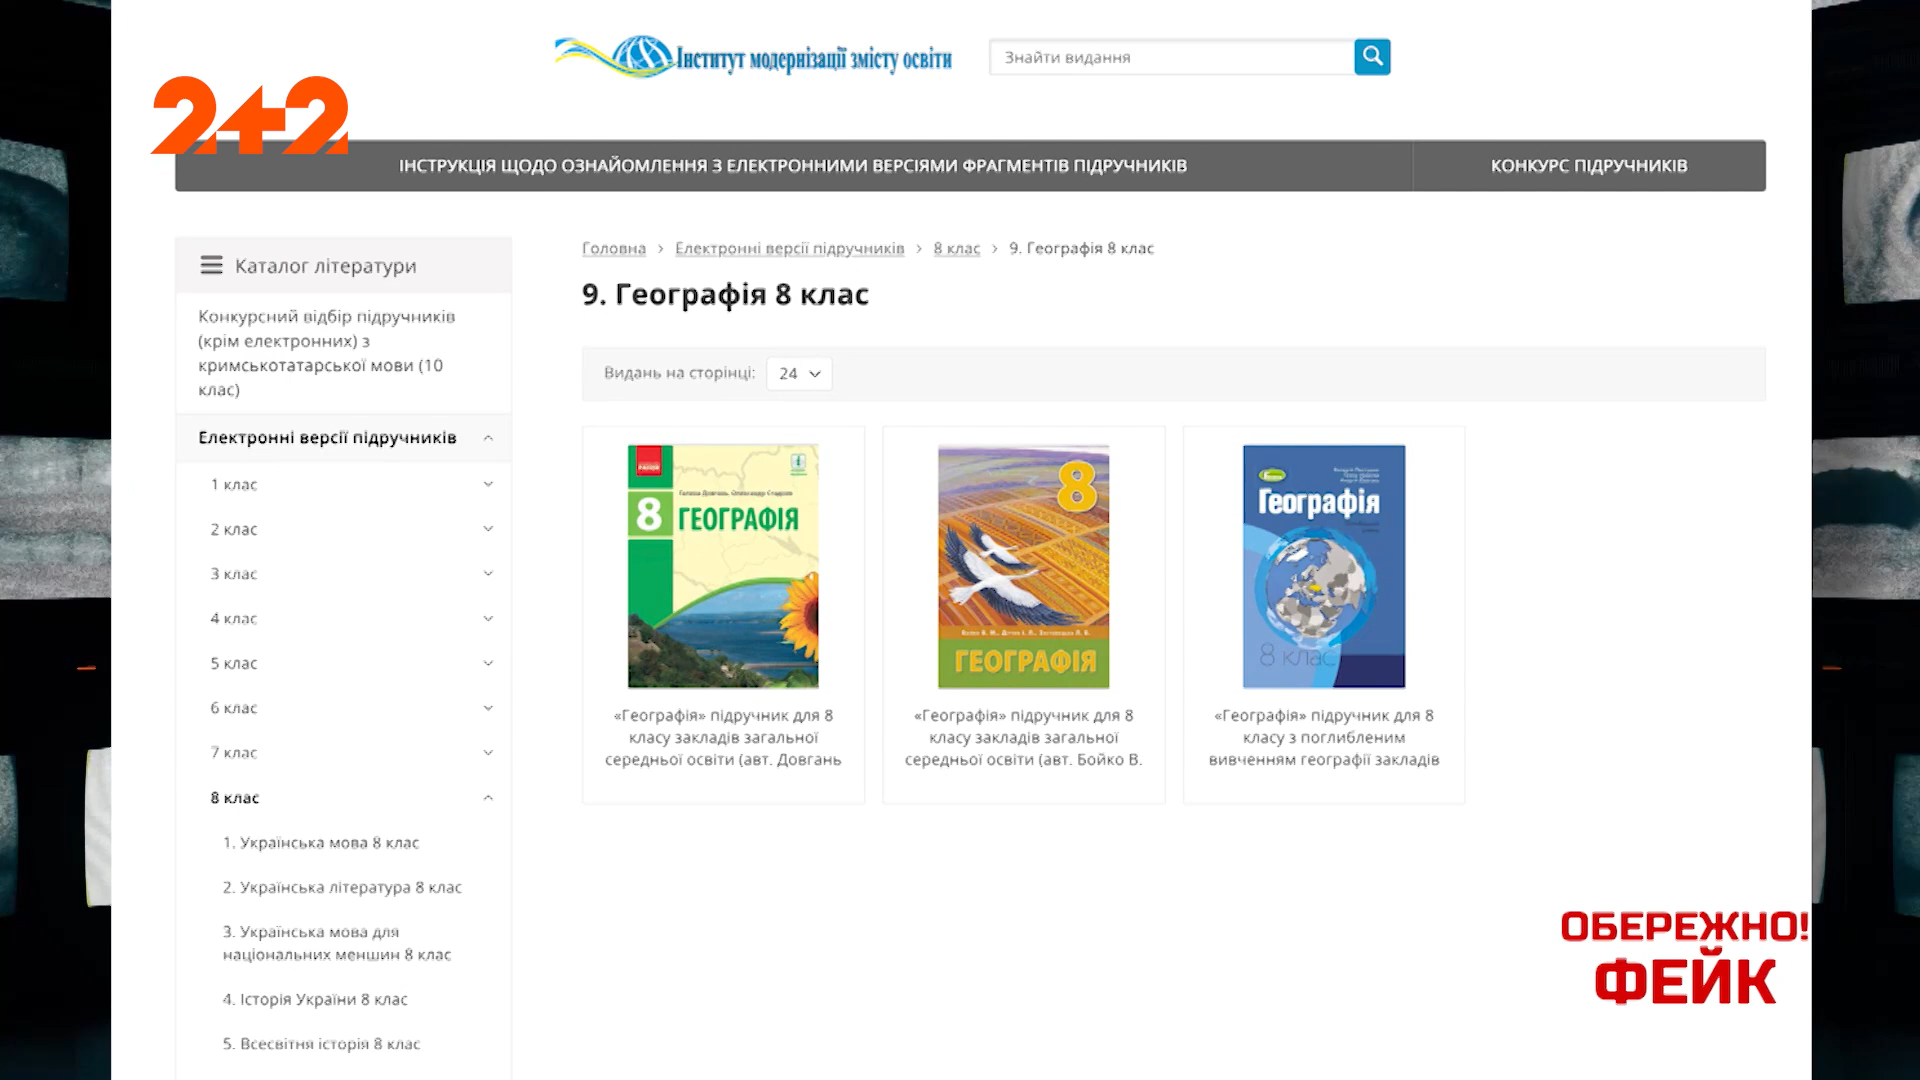 Інститут модернізації змісту освіти
Знайти видання
2+2
ІНСТРУКЦІЯ ЩОДО ОЗНАЙОМЛЕННЯ З ЕЛЕКТРОННИМИ ВЕРСІЯМИ ФРАГМЕНТІВ ПІДРУЧНИКІВ
КОНКУРС ПІДРУЧНИКІВ
Каталог літератури
Конкурсний відбір підручників
(крім електронних) з
кримськотатарської мови (10
клас)
Електронні версії підручників
1 клас
2 клас
3 клас
4 клас
5 клас
6 клас
7 клас
8 клас
1. Українська мова 8 клас
2. Українська література 8 клас
3. Українська мова для
національних меншин 8 клас
4. Історія України 8 клас
5. Всесвітня історія 8 клас
Головна > Електронні версії підручників > 8 клас > 9. Географія 8 клас
9. Географія 8 клас
Видань на сторінці: 24
РАНОК
Галина Довгань, Олександр Стадник
8 ГЕОГРАФІЯ
«Географія» підручник для 8
класу закладів загальної
середньої освіти (авт. Довгань
8
ГЕОГРАФІЯ
«Географія» підручник для 8
класу закладів загальної
середньої освіти (авт. Бойко В.
Географія
8 клас
«Географія» підручник для 8
класу з поглибленим
вивченням географії закладів
ОБЕРЕЖНО!
ФЕЙК